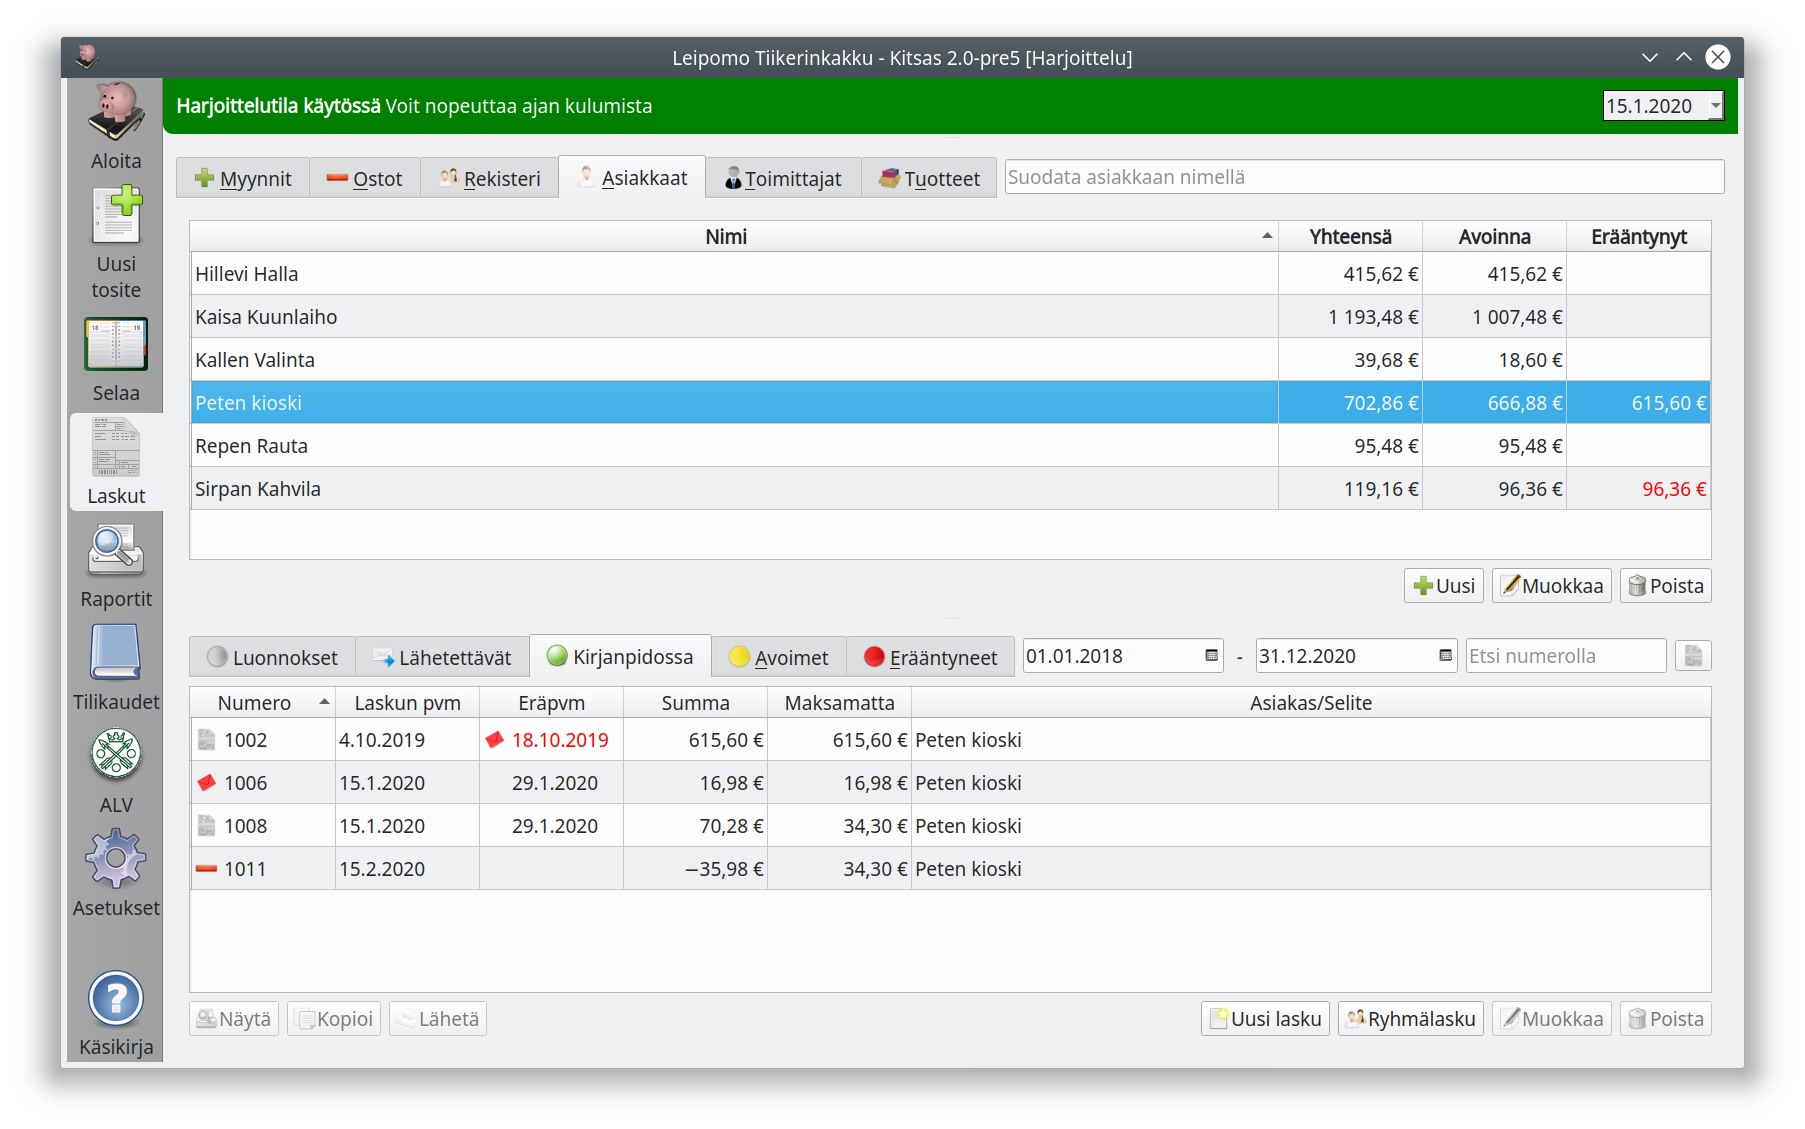 Leipomo Tiikerinkakku - Kitsas 2.0-pre5 [Harjoittelu]
Harjoittelutila käytössä Voit nopeuttaa ajan kulumista
15.1.2020
Aloita
Uusi
tosite
Selaa
Laskut
Raportit
Tilikaudet
ALV
Asetukset
Käsikirja
Myynnit
Ostot
Rekisteri
Asiakkaat
Toimittajat
Tuotteet
Suodata asiakkaan nimellä
Nimi Yhteensä Avoinna Erääntynyt
Hillevi Halla 415,62 € 415,62 €
Kaisa Kuunlaiho 1 193,48 € 1 007,48 €
Kallen Valinta 39,68 € 18,60 €
Peten kioski 702,86 € 666,88 € 615,60 €
Repen Rauta 95,48 € 95,48 €
Sirpan Kahvila 119,16 € 96,36 € 96,36 €
Uusi Muokkaa Poista
Luonnokset Lähetettävät Kirjanpidossa Avoimet Erääntyneet 01.01.2018 - 31.12.2020 Etsi numerolla
Numero Laskun pvm Eräpvm Summa Maksamatta Asiakas/Selite
1002 4.10.2019 18.10.2019 615,60 € 615,60 € Peten kioski
1006 15.1.2020 29.1.2020 16,98 € 16,98 € Peten kioski
1008 15.1.2020 29.1.2020 70,28 € 34,30 € Peten kioski
1011 15.2.2020 −35,98 € 34,30 € Peten kioski
Näytä Kopioi Lähetä Uusi lasku Ryhmälasku Muokkaa Poista